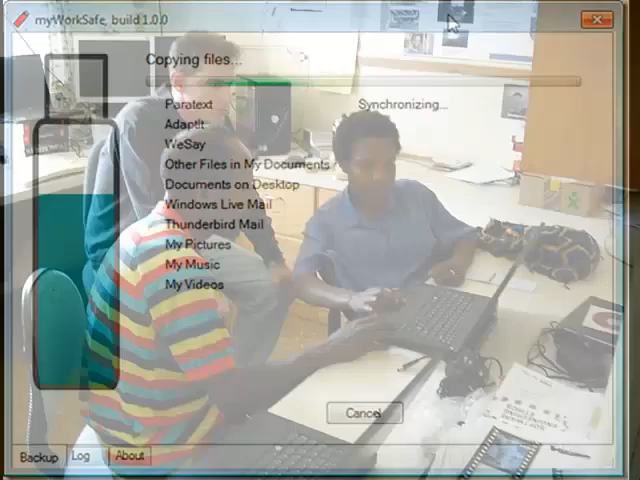 myWorkSafe, build 1.0.0
Copying files...
Paratext Synchronizing...
AdaptIt
WeSay
Other Files in My Documents
Documents on Desktop
Windows Live Mail
Thunderbird Mail
My Pictures
My Music
My Videos
Cancel
Backup Log About